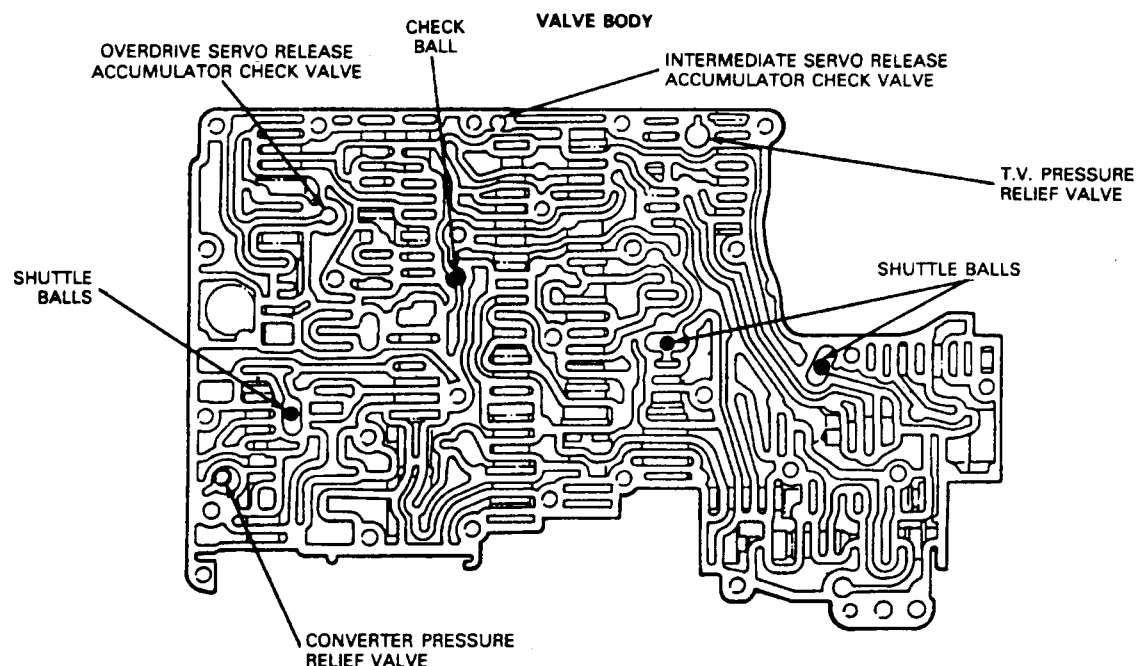 VALVE BODY
CHECK
BALL
OVERDRIVE SERVO RELEASE
ACCUMULATOR CHECK VALVE
INTERMEDIATE SERVO RELEASE
ACCUMULATOR CHECK VALVE
T.V. PRESSURE
RELIEF VALVE
SHUTTLE
BALLS
SHUTTLE BALLS
CONVERTER PRESSURE
RELIEF VALVE